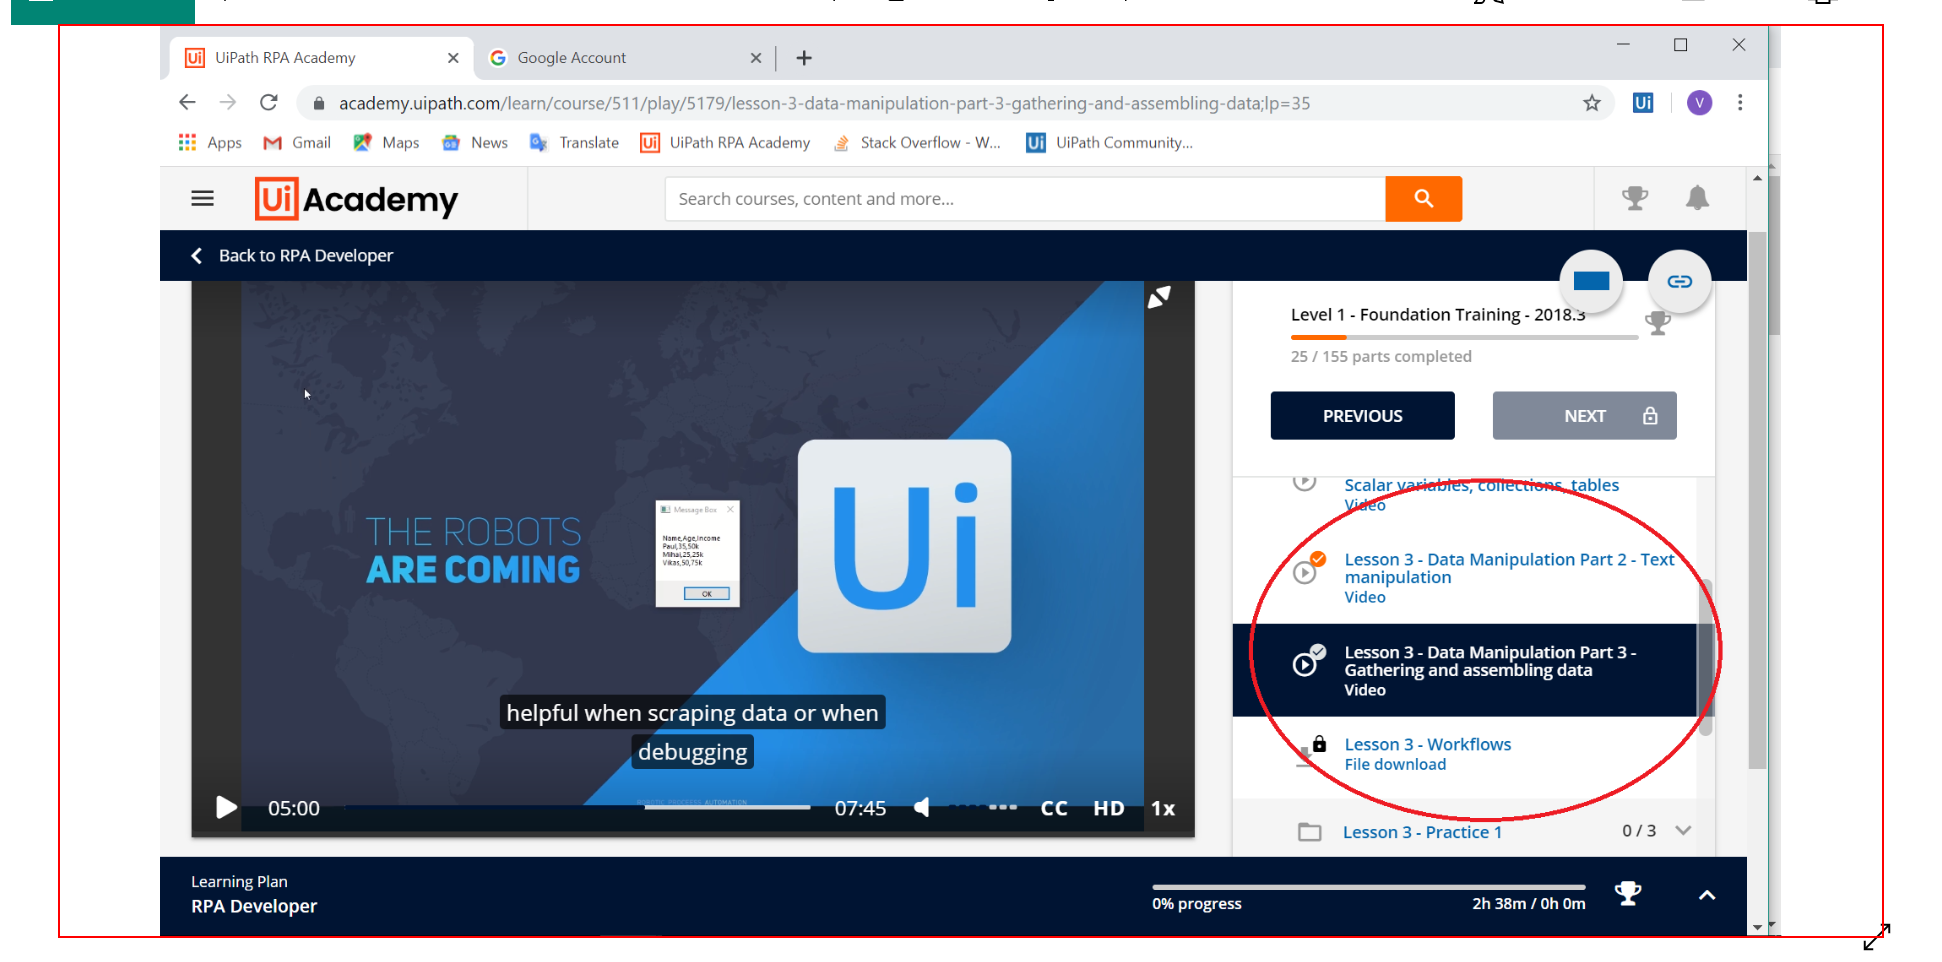 UiPath RPA Academy
Google Account
academy.uipath.com/learn/course/511/play/5179/lesson-3-data-manipulation-part-3-gathering-and-assembling-data;lp=35
Ui
V
Apps
Gmail
Maps
News
Translate
UiPath RPA Academy
Stack Overflow - W...
UiPath Community...
Ui Academy
Search courses, content and more...
Back to RPA Developer
THE ROBOTS
ARE COMING
Message Box
Name,Age,Income
Paul,35,50k
Mihai,25,25k
Vikas,50,75k
OK
Ui
helpful when scraping data or when
debugging
05:00
07:45
CC
HD
1x
Level 1 - Foundation Training - 2018.3
25 / 155 parts completed
PREVIOUS
NEXT
Scalar variables, collections, tables
Video
Lesson 3 - Data Manipulation Part 2 - Text
manipulation
Video
Lesson 3 - Data Manipulation Part 3 -
Gathering and assembling data
Video
Lesson 3 - Workflows
File download
Lesson 3 - Practice 1
0 / 3
Learning Plan
RPA Developer
0% progress
2h 38m / 0h 0m